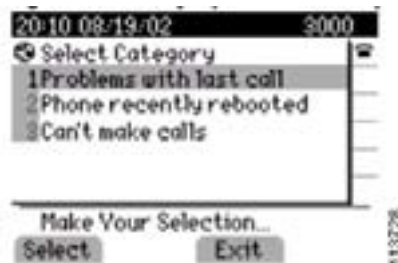 20:10 08/19/02 3000
Select Category
1 Problems with last call
2 Phone recently rebooted
3 Can't make calls
Make Your Selection...
Select Exit
113728